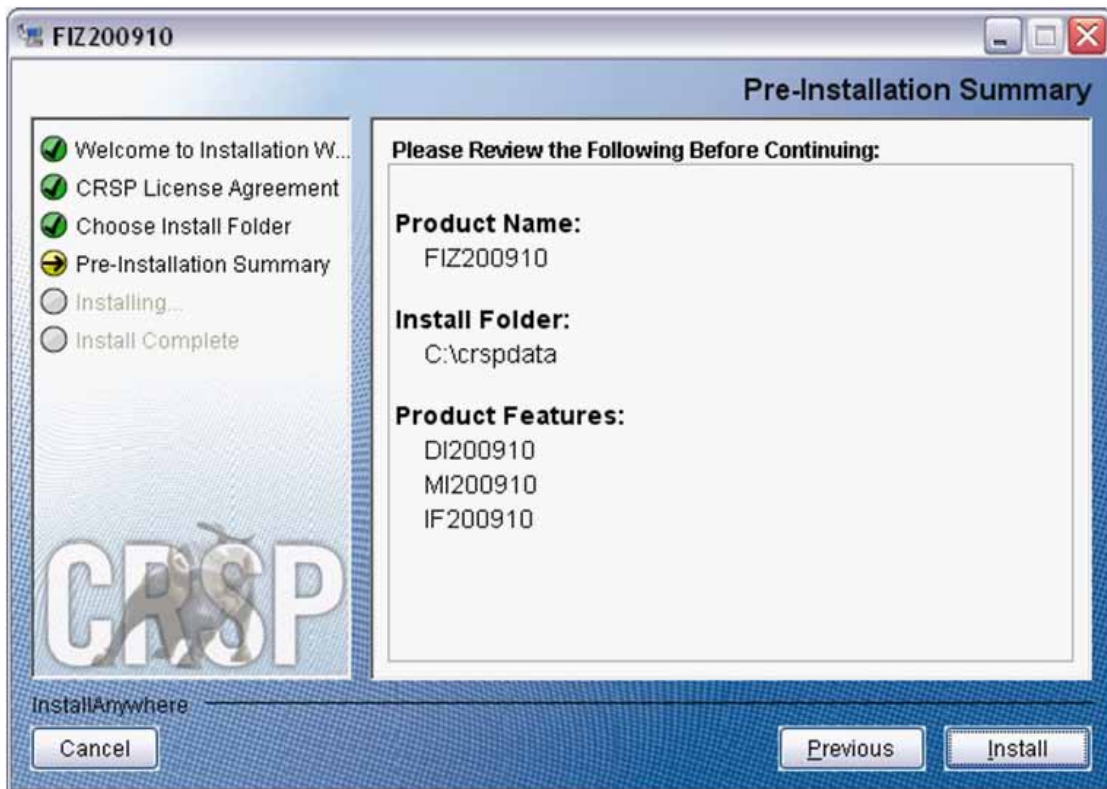 FIZ200910
Pre-Installation Summary
Welcome to Installation W...
CRSP License Agreement
Choose Install Folder
Pre-Installation Summary
Installing...
Install Complete
CRSP
Please Review the Following Before Continuing:
Product Name:
FIZ200910
Install Folder:
C:\crspdata
Product Features:
DI200910
MI200910
IF200910
InstallAnywhere
Cancel
Previous
Install